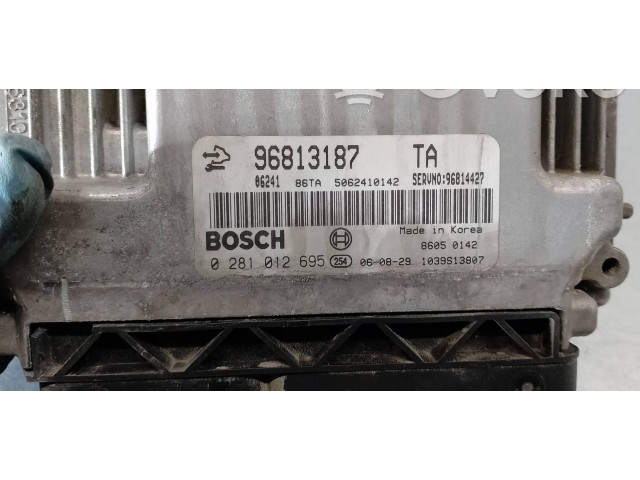 96813187 TA
06241 86TA 5062410142 SERVNO:96814427
BOSCH Made in Korea
8605 0142
0 281 012 695 254 06-08-29 1039S13807